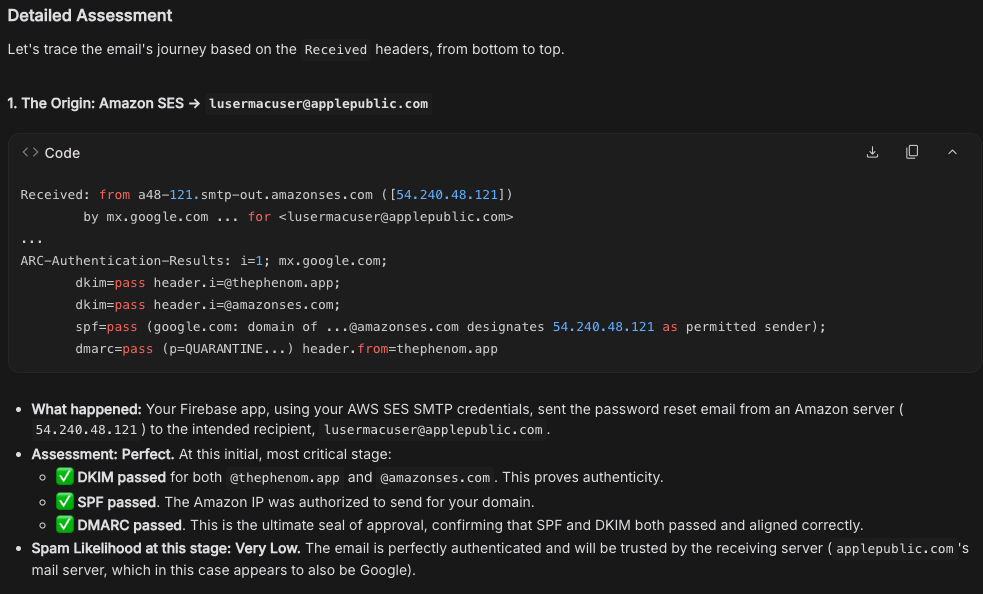 Detailed Assessment
Let's trace the email's journey based on the Received headers, from bottom to top.
1. The Origin: Amazon SES → lusermacuser@applepublic.com
<> Code
Received: from a48-121.smtp-out.amazonses.com ([54.240.48.121])
        by mx.google.com ... for <lusermacuser@applepublic.com>
...
ARC-Authentication-Results: i=1; mx.google.com;
       dkim=pass header.i=@thephenom.app;
       dkim=pass header.i=@amazonses.com;
       spf=pass (google.com: domain of ...@amazonses.com designates 54.240.48.121 as permitted sender);
       dmarc=pass (p=QUARANTINE...) header.from=thephenom.app
• What happened: Your Firebase app, using your AWS SES SMTP credentials, sent the password reset email from an Amazon server (
54.240.48.121 ) to the intended recipient, lusermacuser@applepublic.com .
• Assessment: Perfect. At this initial, most critical stage:
◦ ✅ DKIM passed for both @thephenom.app and @amazonses.com . This proves authenticity.
◦ ✅ SPF passed. The Amazon IP was authorized to send for your domain.
◦ ✅ DMARC passed. This is the ultimate seal of approval, confirming that SPF and DKIM both passed and aligned correctly.
• Spam Likelihood at this stage: Very Low. The email is perfectly authenticated and will be trusted by the receiving server ( applepublic.com 's
mail server, which in this case appears to also be Google).